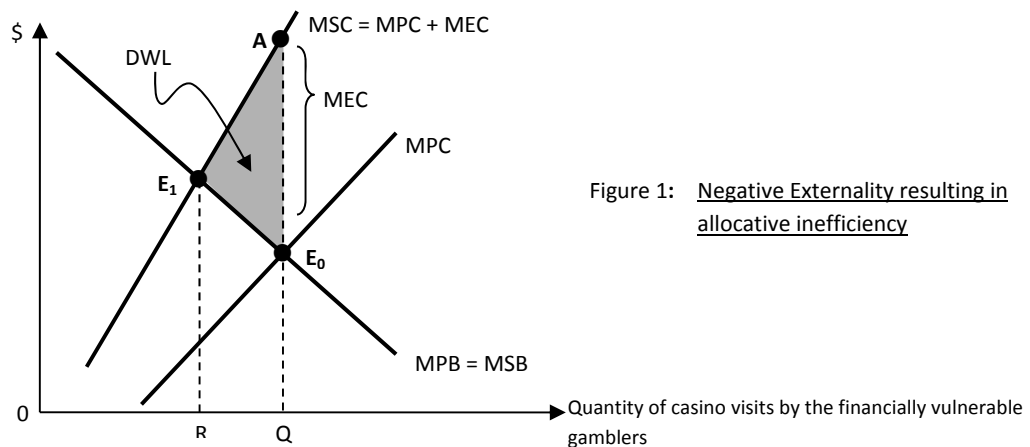 $
MSC = MPC + MEC
A
DWL
MEC
MPC
E1
Figure 1: Negative Externality resulting in
allocative inefficiency
E0
MPB = MSB
0
R
Q
Quantity of casino visits by the financially vulnerable
gamblers